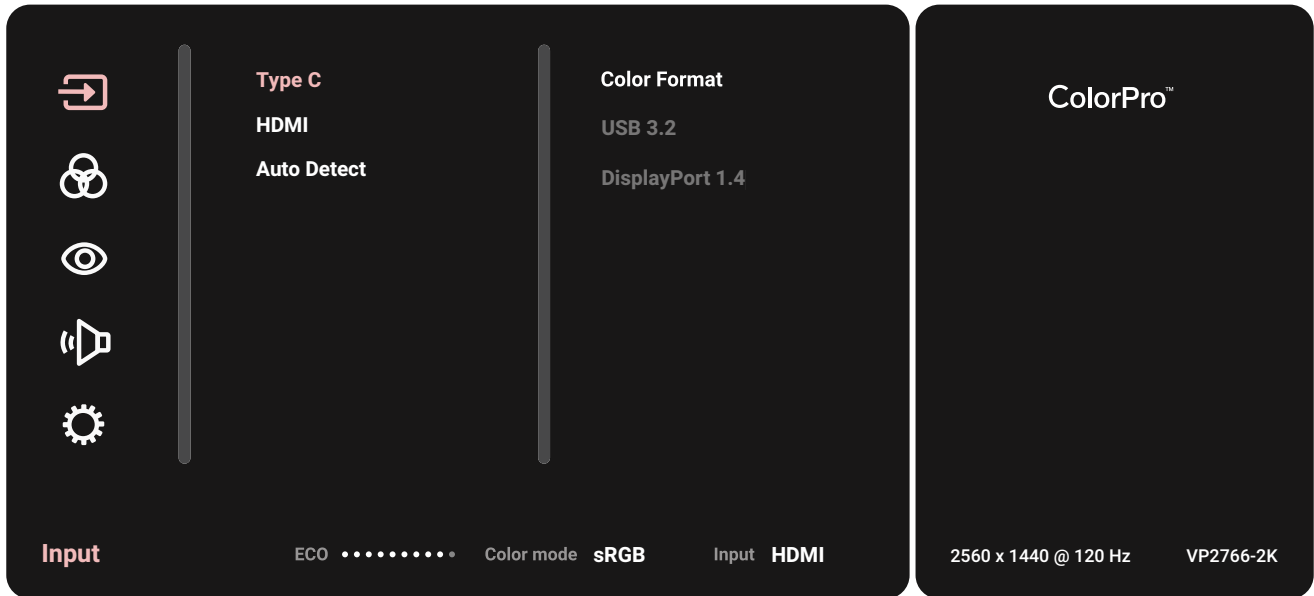 Type C
HDMI
Auto Detect
Color Format
USB 3.2
DisplayPort 1.4
ColorPro™
Input
ECO
Color mode sRGB
Input HDMI
2560 x 1440 @ 120 Hz
VP2766-2K